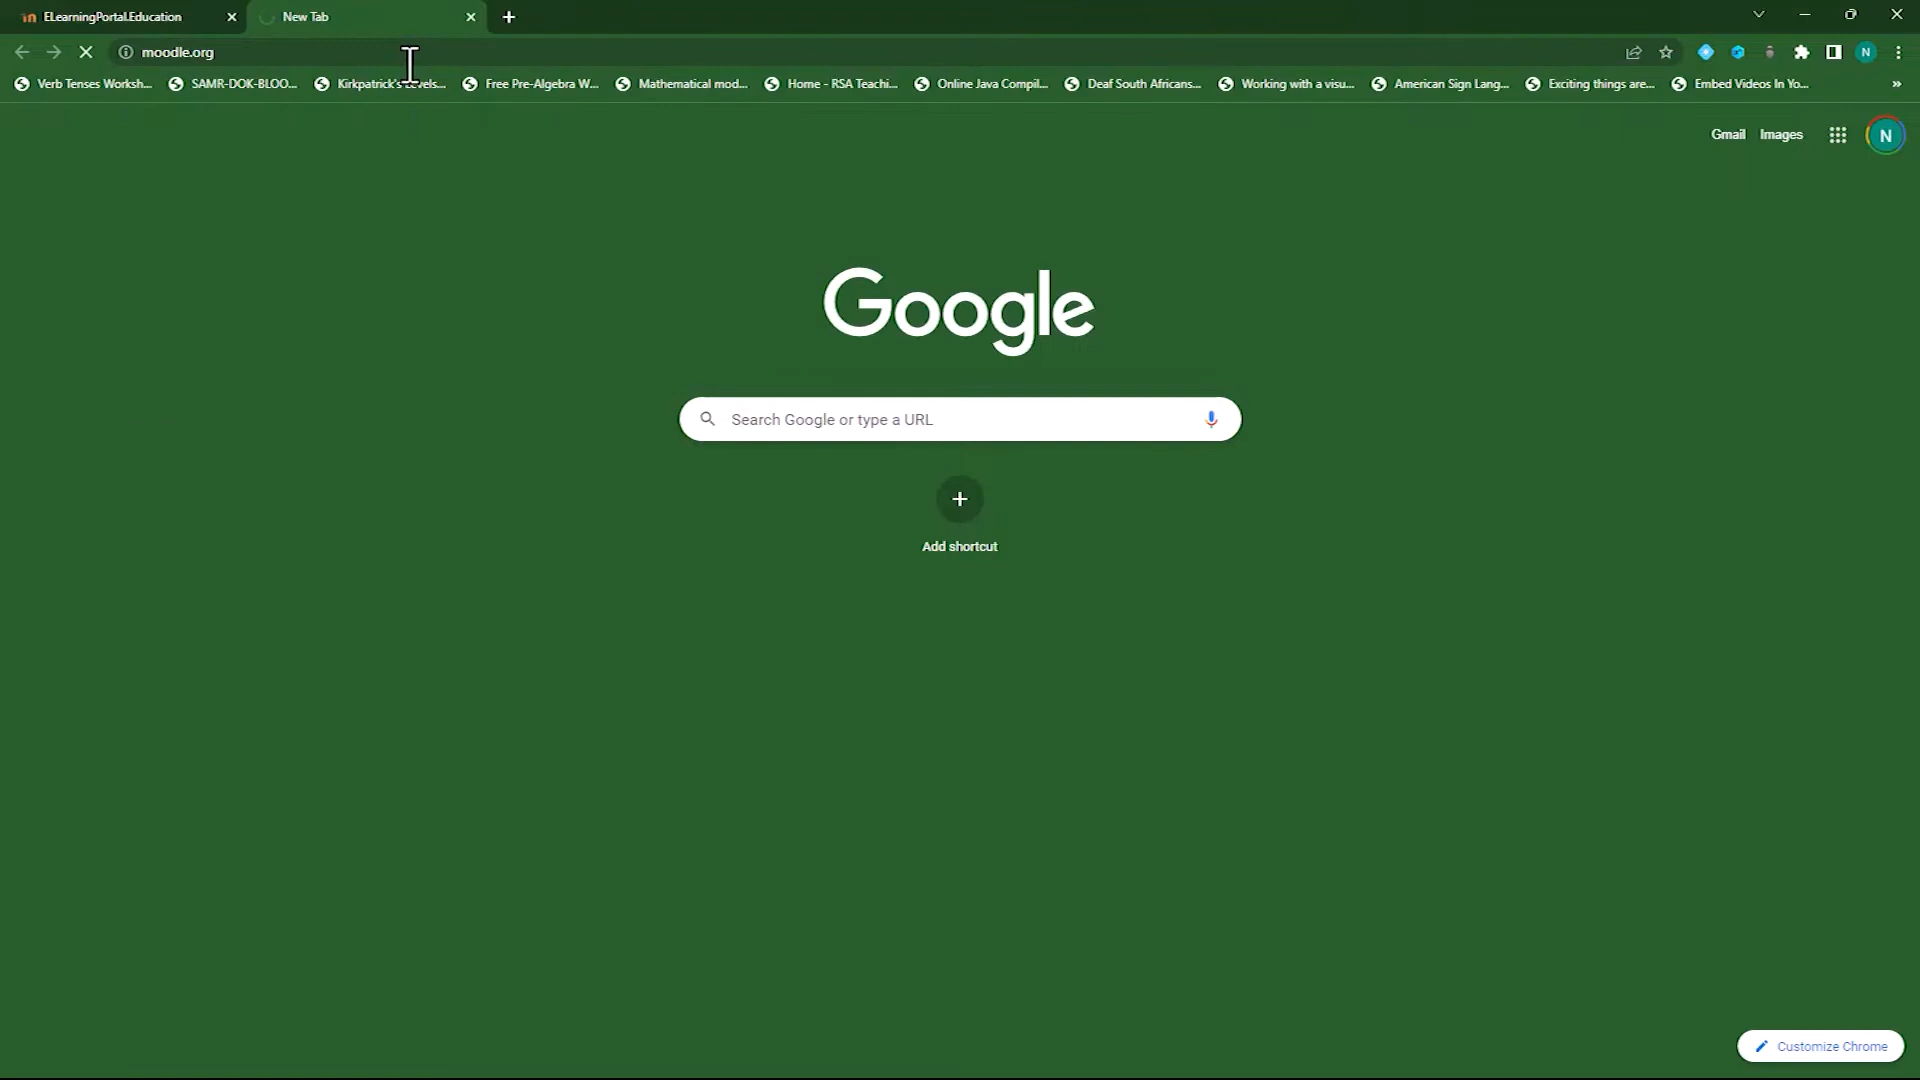 ELearningPortal.Education
New Tab
moodle.org
Verb Tenses Worksh...
SAMR-DOK-BLOO...
Kirkpatrick's Levels...
Free Pre-Algebra W...
Mathematical mod...
Home - RSA Teachi...
Online Java Compil...
Deaf South Africans...
Working with a visu...
American Sign Lang...
Exciting things are...
Embed Videos In Yo...
»
N
Gmail
Images
N
Google
Search Google or type a URL
Add shortcut
Customize Chrome